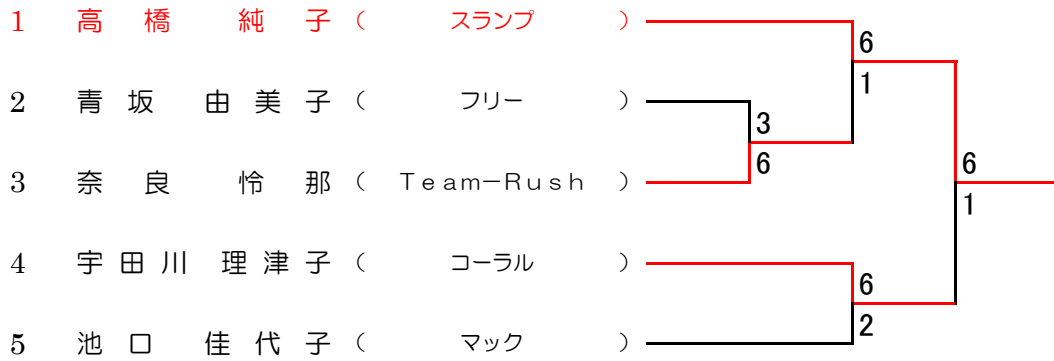 1 高橋 純子 ( スランプ )
6
1
2 青坂 由美子 ( フリー )
3
6
3 奈良 怜那 ( Team-Rush )
6
1
4 宇田川 理津子 ( コーラル )
6
2
5 池口 佳代子 ( マック )